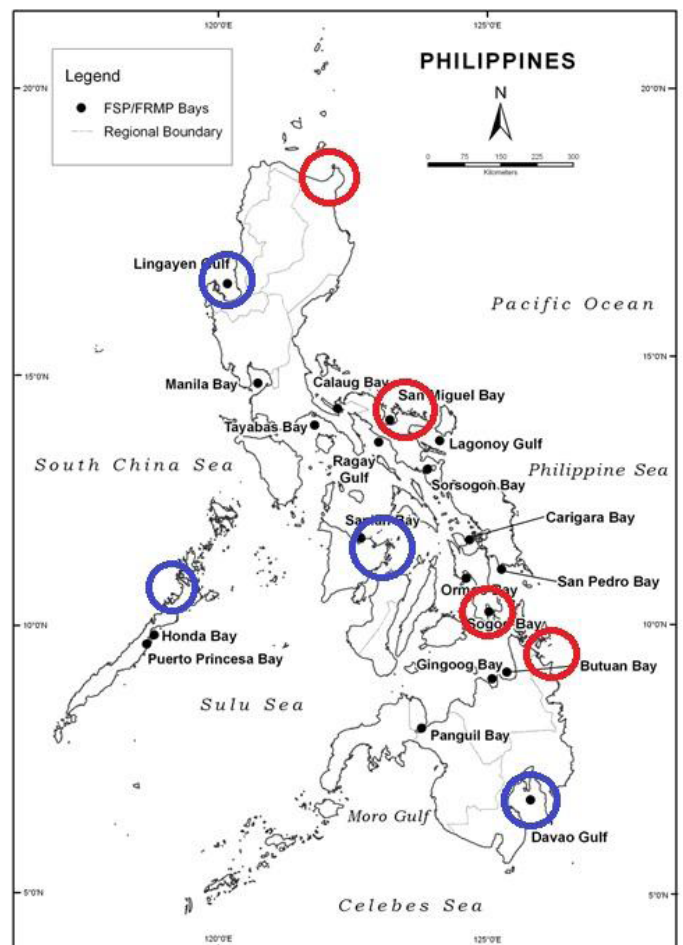 120°0'E
125°0'E
PHILIPPINES
Legend
FSP/FRMP Bays
Regional Boundary
20°0'N
20°0'N
N
0 75 150 225 300
Kilometers
Lingayen Gulf
Pacific Ocean
15°0'N
15°0'N
Manila Bay
Calaug Bay
San Miguel Bay
Tayabas Bay
Lagonoy Gulf
South China Sea
Ragay
Gulf
Philippine Sea
Sorsogon Bay
Bay
Carigara Bay
San Pedro Bay
Bay
Sogod Bay
10°0'N
10°0'N
Honda Bay
Puerto Princesa Bay
Gingoog Bay
Butuan Bay
Sulu Sea
Panguil Bay
Moro Gulf
Davao Gulf
5°0'N
5°0'N
Celebes Sea
120°0'E
125°0'E